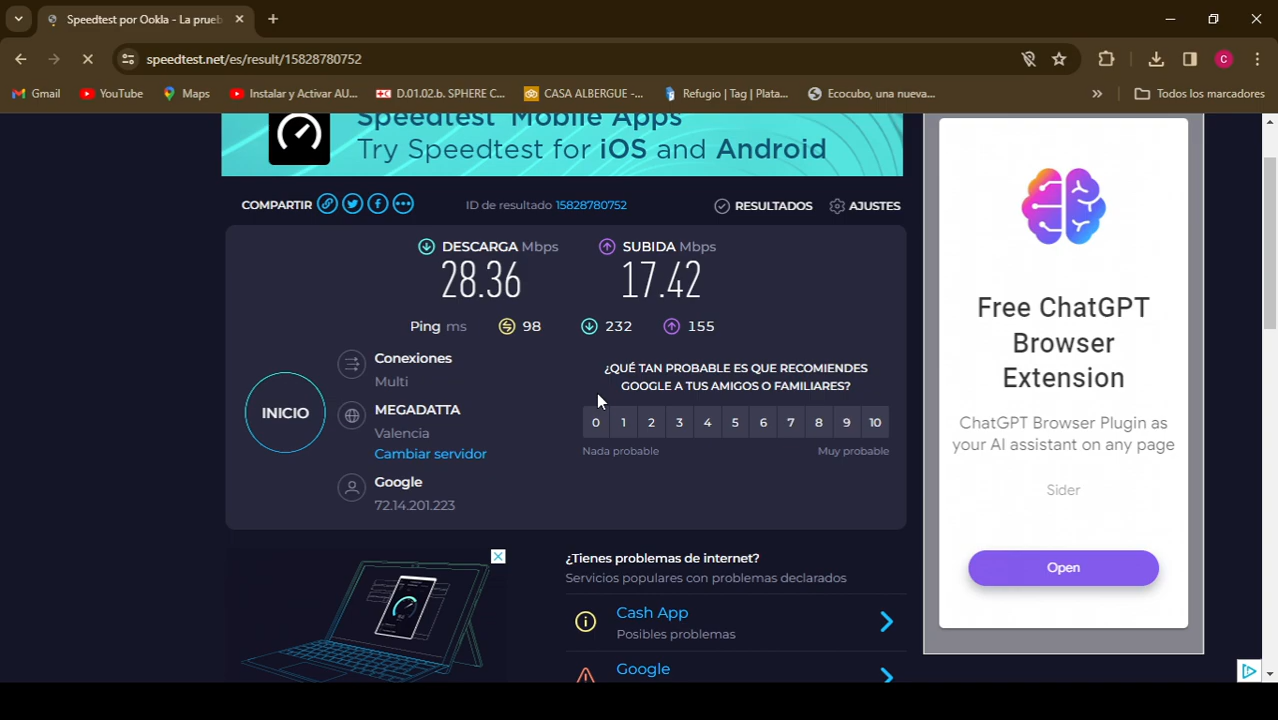 Speedtest por Ookla - La prueb
speedtest.net/es/result/15828780752
C
Gmail
YouTube
Maps
Instalar y Activar AU...
D.01.02.b. SPHERE C...
CASA ALBERGUE -...
Refugio | Tag | Plata...
Ecocubo, una nueva...
»
Todos los marcadores
Speedtest Mobile Apps
Try Speedtest for iOS and Android
COMPARTIR
ID de resultado 15828780752
RESULTADOS
AJUSTES
DESCARGA Mbps
28.36
SUBIDA Mbps
17.42
Ping ms
98
232
155
INICIO
Conexiones
Multi
MEGADATTA
Valencia
Cambiar servidor
Google
72.14.201.223
¿QUÉ TAN PROBABLE ES QUE RECOMIENDES
GOOGLE A TUS AMIGOS O FAMILIARES?
0 1 2 3 4 5 6 7 8 9 10
Nada probable
Muy probable
¿Tienes problemas de internet?
Servicios populares con problemas declarados
Cash App
Posibles problemas
Google
Free ChatGPT
Browser
Extension
ChatGPT Browser Plugin as
your AI assistant on any page
Sider
Open